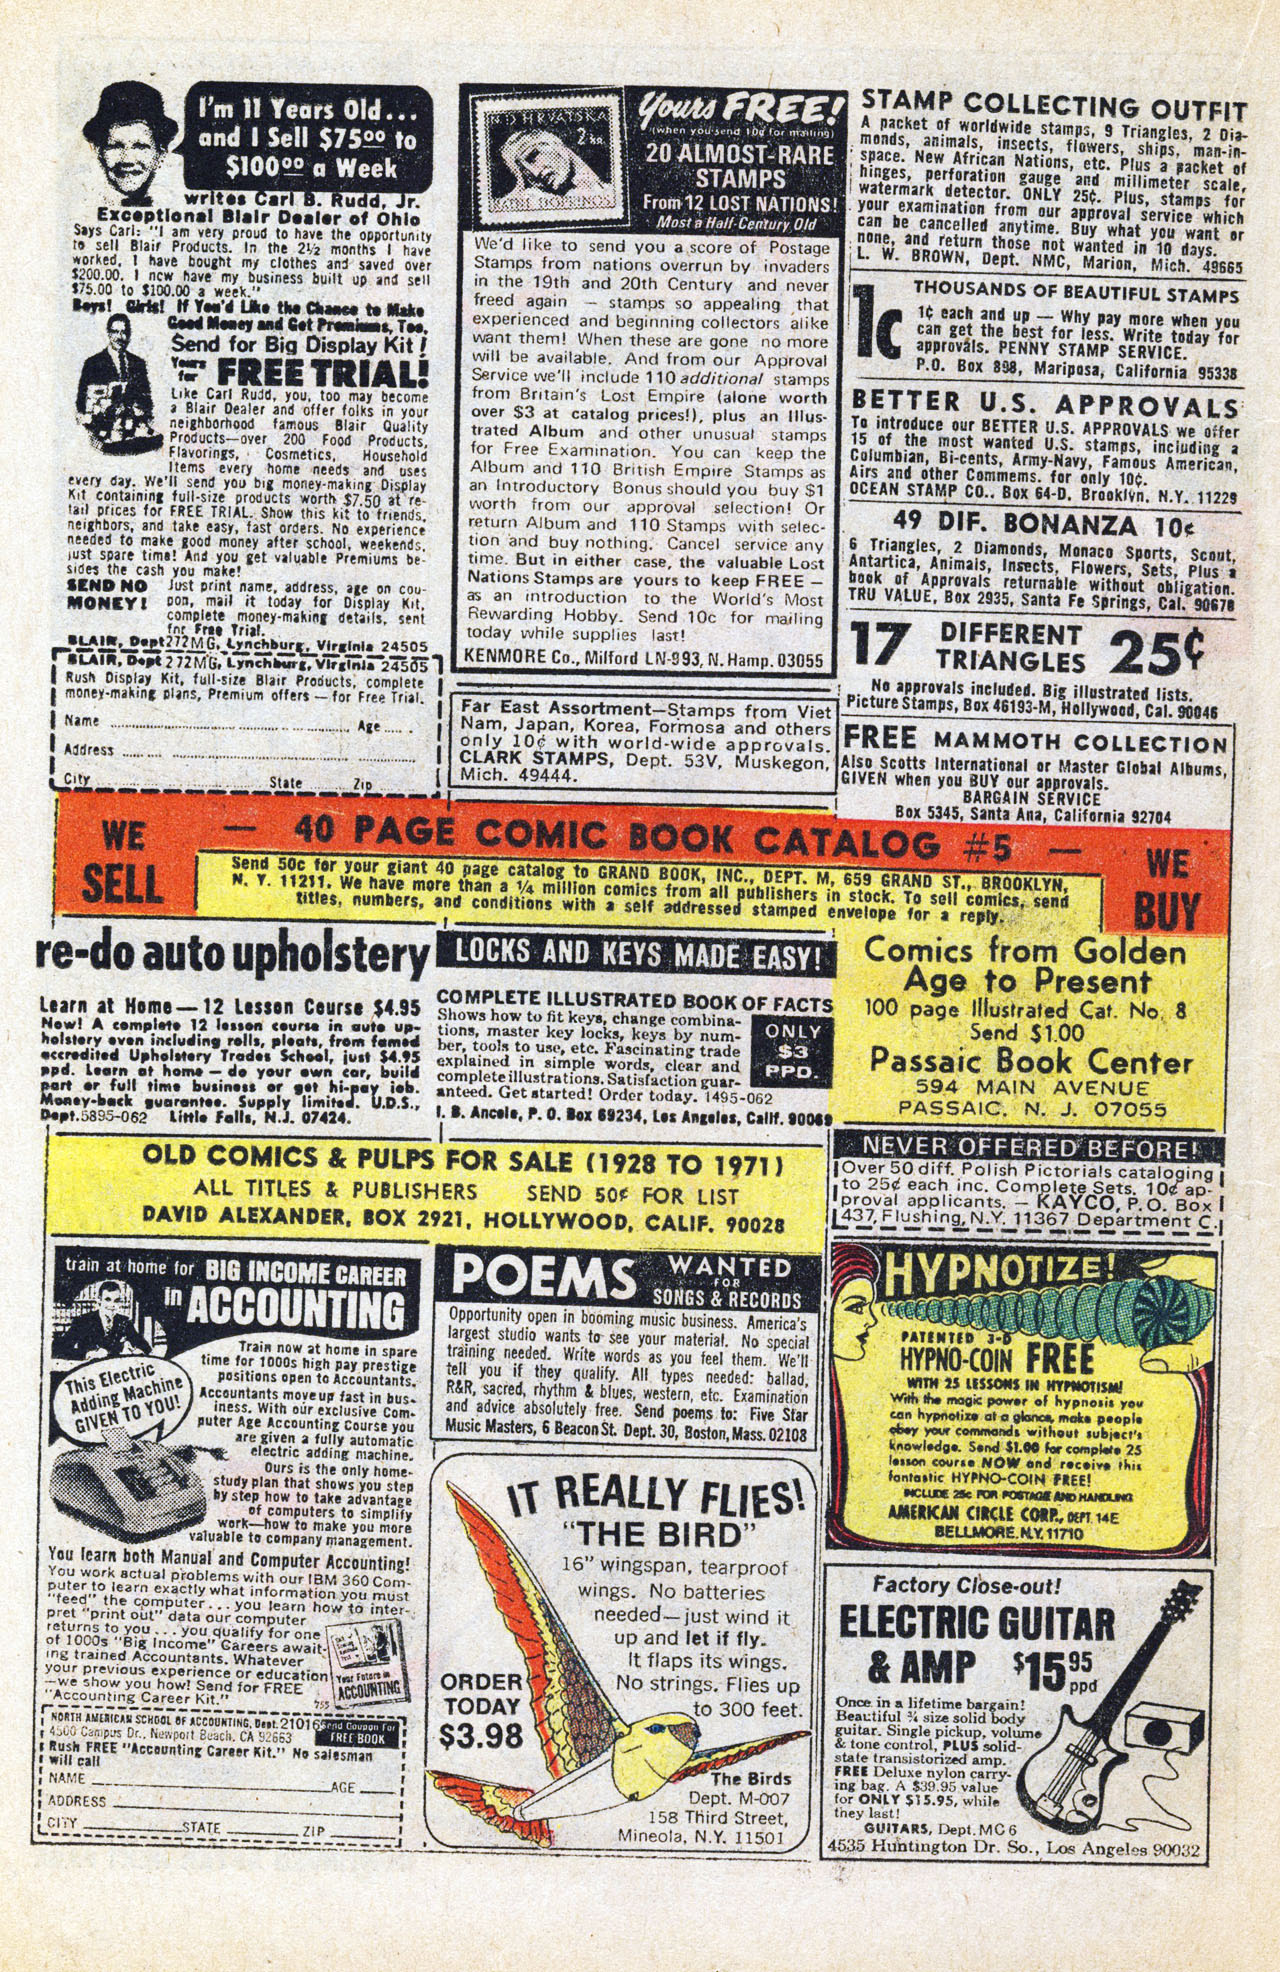 I'm 11 Years Old...
and I Sell $75.00 to
$100.00 a Week
writes Carl B. Rudd, Jr.
Exceptional Blair Dealer of Ohio
Says Carl: "I am very proud to have the opportunity
to sell Blair Products. In the 2½ months I have
worked, I have bought my clothes and saved over
$200.00. I now have my business built up and sell
$75.00 to $100.00 a week."
Boys! Girls! If You'd Like the Chance to Make
Good Money and Get Premiums, Too,
Send for Big Display Kit!
Yours
for FREE TRIAL!
Like Carl Rudd, you, too may become
a Blair Dealer and offer folks in your
neighborhood famous Blair Quality
Products—over 200 Food Products,
Flavorings, Cosmetics, Household
Items every home needs and uses
every day. We'll send you big money-making Display
Kit containing full-size products worth $7.50 at re-
tail prices for FREE TRIAL. Show this kit to friends,
neighbors, and take easy, fast orders. No experience
needed to make good money after school, weekends,
just spare time! And you get valuable Premiums be-
sides the cash you make!
SEND NO MONEY! Just print name, address, age on cou-
pon, mail it today for Display Kit,
complete money-making details, sent
for Free Trial.
BLAIR, Dept 272MG, Lynchburg, Virginia 24505
BLAIR, Dept 272MG, Lynchburg, Virginia 24505
Rush Display Kit, full-size Blair Products, complete
money-making plans, Premium offers — for Free Trial.
Name Age
Address
City State Zip
N.D. HRVATSKA
2 kn.
Yours FREE!
(when you send 10¢ for mailing)
20 ALMOST-RARE
STAMPS
From 12 LOST NATIONS!
Most a Half-Century Old
We'd like to send you a score of Postage
Stamps from nations overrun by invaders
in the 19th and 20th Century and never
freed again — stamps so appealing that
experienced and beginning collectors alike
want them! When these are gone no more
will be available. And from our Approval
Service we'll include 110 additional stamps
from Britain's Lost Empire (alone worth
over $3 at catalog prices!), plus an Illus-
trated Album and other unusual stamps
for Free Examination. You can keep the
Album and 110 British Empire Stamps as
an Introductory Bonus should you buy $1
worth from our approval selection! Or
return Album and 110 Stamps with selec-
tion and buy nothing. Cancel service any
time. But in either case, the valuable Lost
Nations Stamps are yours to keep FREE —
as an introduction to the World's Most
Rewarding Hobby. Send 10c for mailing
today while supplies last!
KENMORE Co., Milford LN-993, N. Hamp. 03055
Far East Assortment—Stamps from Viet
Nam, Japan, Korea, Formosa and others
only 10¢ with world-wide approvals.
CLARK STAMPS, Dept. 53V, Muskegon,
Mich. 49444.
STAMP COLLECTING OUTFIT
A packet of worldwide stamps, 9 Triangles, 2 Dia-
monds, animals, insects, flowers, ships, man-in-
space. New African Nations, etc. Plus a packet of
hinges, perforation gauge and millimeter scale,
watermark detector. ONLY 25¢. Plus, stamps for
your examination from our approval service which
can be cancelled anytime. Buy what you want or
none, and return those not wanted in 10 days.
L. W. BROWN, Dept. NMC, Marion, Mich. 49665
1c
THOUSANDS OF BEAUTIFUL STAMPS
1¢ each and up — Why pay more when you
can get the best for less. Write today for
approvals. PENNY STAMP SERVICE.
P.O. Box 898, Mariposa, California 95338
BETTER U.S. APPROVALS
To introduce our BETTER U.S. APPROVALS we offer
15 of the most wanted U.S. stamps, including a
Columbian, Bi-cents, Army-Navy, Famous American,
Airs and other Commems. for only 10¢.
OCEAN STAMP CO., Box 64-D, Brooklyn, N.Y. 11229
49 DIF. BONANZA 10¢
6 Triangles, 2 Diamonds, Monaco Sports, Scout,
Antartica, Animals, Insects, Flowers, Sets, Plus a
book of Approvals returnable without obligation.
TRU VALUE, Box 2935, Santa Fe Springs, Cal. 90670
17 DIFFERENT
TRIANGLES 25¢
No approvals included. Big illustrated lists.
Picture Stamps, Box 46193-M, Hollywood, Cal. 90046
FREE MAMMOTH COLLECTION
Also Scotts International or Master Global Albums,
GIVEN when you BUY our approvals.
BARGAIN SERVICE
Box 5345, Santa Ana, California 92704
WE
SELL
— 40 PAGE COMIC BOOK CATALOG #5 —
Send 50c for your giant 40 page catalog to GRAND BOOK, INC., DEPT. M, 659 GRAND ST., BROOKLYN,
N. Y. 11211. We have more than a ¼ million comics from all publishers in stock. To sell comics, send
titles, numbers, and conditions with a self addressed stamped envelope for a reply.
WE
BUY
re-do auto upholstery
Learn at Home—12 Lesson Course $4.95
Now! A complete 12 lesson course in auto up-
holstery even including rolls, pleats, from famed
accredited Upholstery Trades School, just $4.95
ppd. Learn at home — do your own car, build
part or full time business or get hi-pay job.
Money-back guarantee. Supply limited. U.D.S.,
Dept.5895-062 Little Falls, N.J. 07424.
LOCKS AND KEYS MADE EASY!
COMPLETE ILLUSTRATED BOOK OF FACTS
Shows how to fit keys, change combina-
tions, master key locks, keys by num-
ber, tools to use, etc. Fascinating trade
explained in simple words, clear and
complete illustrations. Satisfaction guar-
anteed. Get started! Order today. 1495-062
ONLY
$3
PPD.
I. B. Ancole, P. O. Box 69234, Los Angeles, Calif. 90069
Comics from Golden
Age to Present
100 page Illustrated Cat. No. 8
Send $1.00
Passaic Book Center
594 MAIN AVENUE
PASSAIC, N. J. 07055
OLD COMICS & PULPS FOR SALE (1928 TO 1971)
ALL TITLES & PUBLISHERS SEND 50¢ FOR LIST
DAVID ALEXANDER, BOX 2921, HOLLYWOOD, CALIF. 90028
NEVER OFFERED BEFORE!
Over 50 diff. Polish Pictorials cataloging
to 25¢ each inc. Complete Sets. 10¢ ap-
proval applicants. — KAYCO, P.O. Box
437, Flushing, N.Y. 11367 Department C.
train at home for BIG INCOME CAREER
in ACCOUNTING
This Electric
Adding Machine
GIVEN TO YOU!
Train now at home in spare
time for 1000s high pay prestige
positions open to Accountants.
Accountants move up fast in bus-
iness. With our exclusive Com-
puter Age Accounting Course you
are given a fully automatic
electric adding machine.
Ours is the only home-
study plan that shows you step
by step how to take advantage
of computers to simplify
work—how to make you more
valuable to company management.
You learn both Manual and Computer Accounting!
You work actual problems with our IBM 360 Com-
puter to learn exactly what information you must
"feed" the computer... you learn how to inter-
pret "print out" data our computer
returns to you... you qualify for one
of 1000s "Big Income" Careers await-
ing trained Accountants. Whatever
your previous experience or education
—we show you how! Send for FREE
"Accounting Career Kit."
755
Your Future in
ACCOUNTING
NORTH AMERICAN SCHOOL OF ACCOUNTING, Dept. 21016
4500 Campus Dr., Newport Beach, CA 92663
Send Coupon For
FREE BOOK
Rush FREE "Accounting Career Kit." No salesman
will call
NAME AGE
ADDRESS
CITY STATE ZIP
POEMS WANTED
FOR
SONGS & RECORDS
Opportunity open in booming music business. America's
largest studio wants to see your material. No special
training needed. Write words as you feel them. We'll
tell you if they qualify. All types needed: ballad,
R&R, sacred, rhythm & blues, western, etc. Examination
and advice absolutely free. Send poems to: Five Star
Music Masters, 6 Beacon St. Dept. 30, Boston, Mass. 02108
IT REALLY FLIES!
"THE BIRD"
16" wingspan, tearproof
wings. No batteries
needed—just wind it
up and let if fly.
It flaps its wings.
No strings. Flies up
to 300 feet.
ORDER
TODAY
$3.98
The Birds
Dept. M-007
158 Third Street,
Mineola, N.Y. 11501
HYPNOTIZE!
PATENTED 3-D
HYPNO-COIN FREE
WITH 25 LESSONS IN HYPNOTISM!
With the magic power of hypnosis you
can hypnotize at a glance, make people
obey your commands without subject's
knowledge. Send $1.00 for complete 25
lesson course NOW and receive this
fantastic HYPNO-COIN FREE!
INCLUDE 25c FOR POSTAGE AND HANDLING
AMERICAN CIRCLE CORP., DEPT. 14E
BELLMORE, N.Y. 11710
Factory Close-out!
ELECTRIC GUITAR
& AMP $15.95
ppd
Once in a lifetime bargain!
Beautiful ¾ size solid body
guitar. Single pickup, volume
& tone control, PLUS solid-
state transistorized amp.
FREE Deluxe nylon carry-
ing bag. A $39.95 value
for ONLY $15.95, while
they last!
GUITARS, Dept. MC 6
4535 Huntington Dr. So., Los Angeles 90032